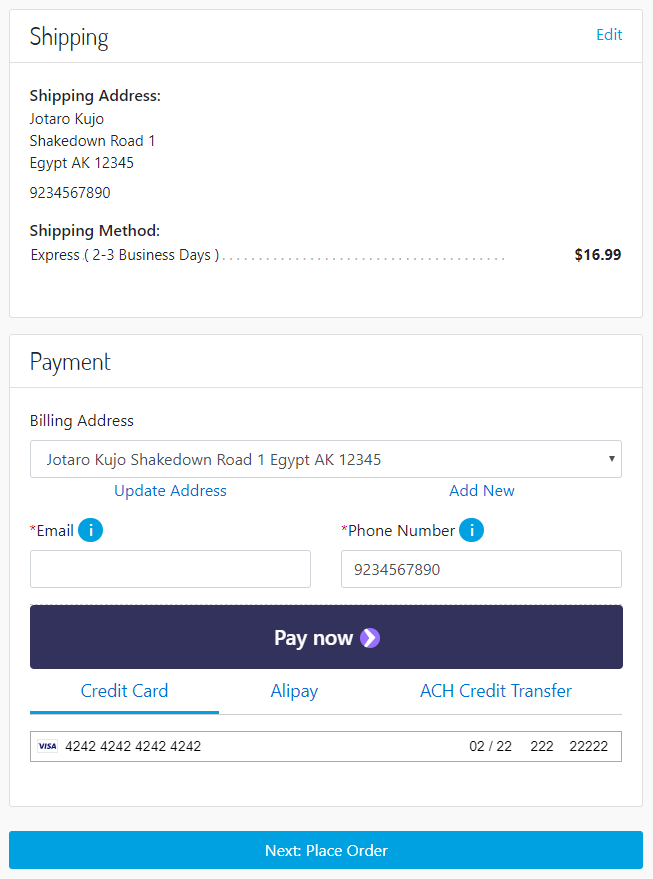 Shipping
Edit
Shipping Address:
Jotaro Kujo
Shakedown Road 1
Egypt AK 12345
9234567890
Shipping Method:
Express ( 2-3 Business Days ) ....................................... $16.99
Payment
Billing Address
Jotaro Kujo Shakedown Road 1 Egypt AK 12345
Update Address Add New
*Email i *Phone Number i
9234567890
Pay now
Credit Card Alipay ACH Credit Transfer
VISA 4242 4242 4242 4242 02 / 22 222 22222
Next: Place Order